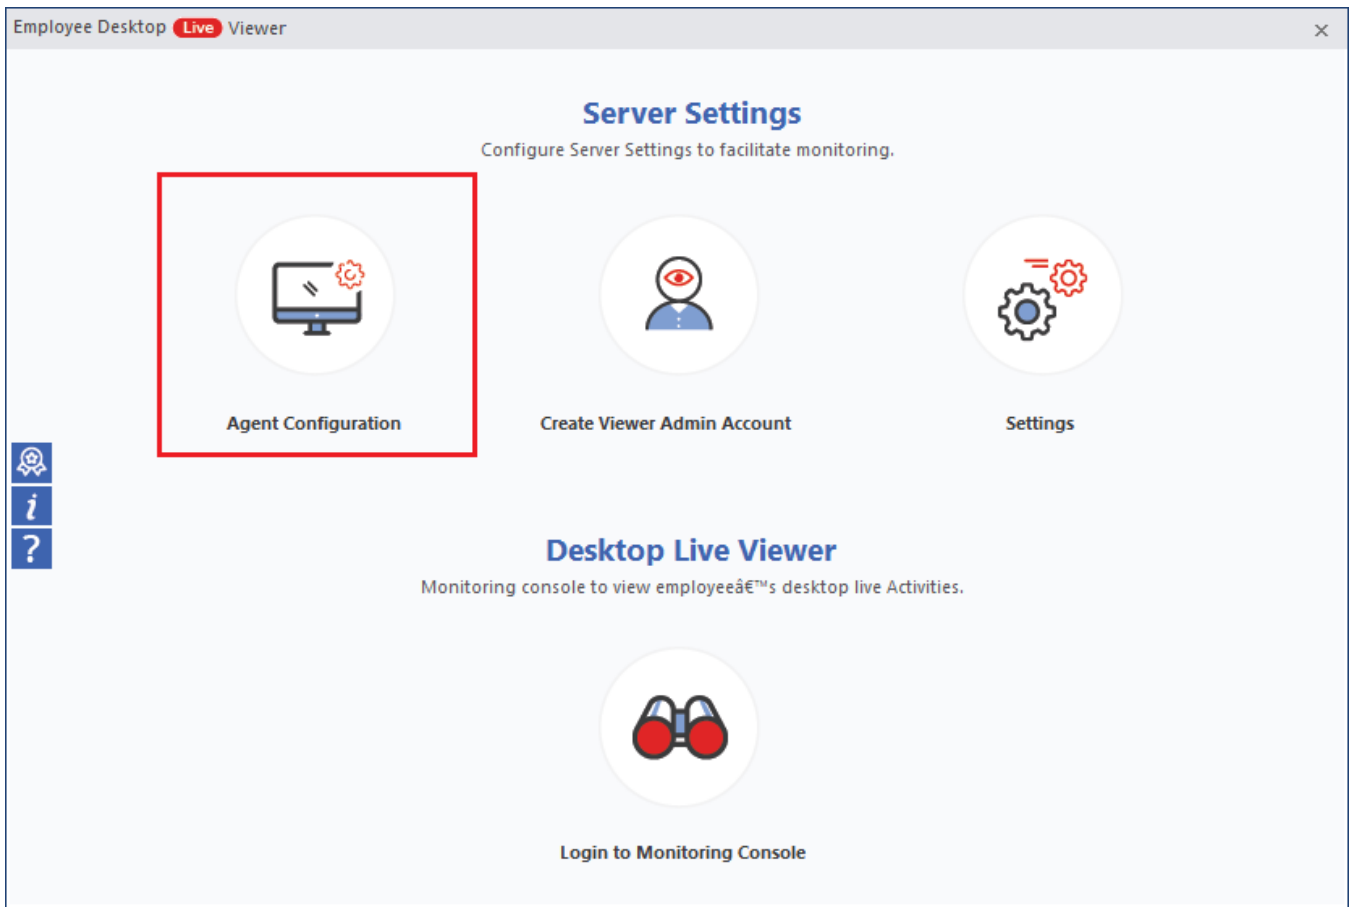 Employee Desktop Live Viewer
Server Settings
Configure Server Settings to facilitate monitoring.
Agent Configuration
Create Viewer Admin Account
Settings
i
?
Desktop Live Viewer
Monitoring console to view employeeâ€™s desktop live Activities.
Login to Monitoring Console